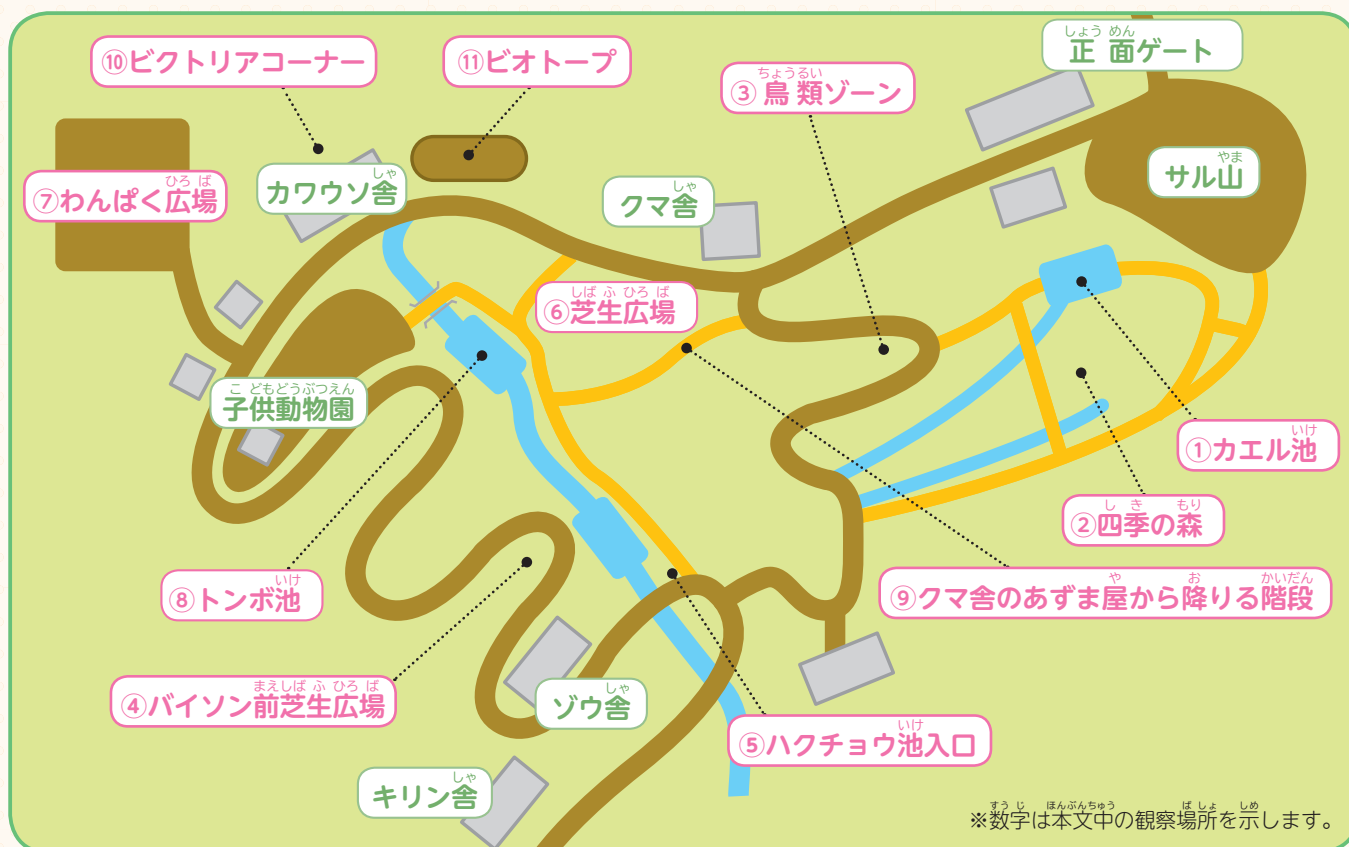 しょうめん
正面ゲート
⑩ビクトリアコーナー
⑪ビオトープ
ちょうるい
③鳥類ゾーン
やま
サル山
ひろば
⑦わんぱく広場
しゃ
カワウソ舎
しゃ
クマ舎
しばふひろば
⑥芝生広場
こどもどうぶつえん
子供動物園
いけ
①カエル池
しきもり
②四季の森
いけ
⑧トンボ池
やおかいだん
⑨クマ舎のあずま屋から降りる階段
まえしばふひろば
④バイソン前芝生広場
しゃ
ゾウ舎
いけ
⑤ハクチョウ池入口
しゃ
キリン舎
すうじほんぶんちゅうばしょしめ
※数字は本文中の観察場所を示します。